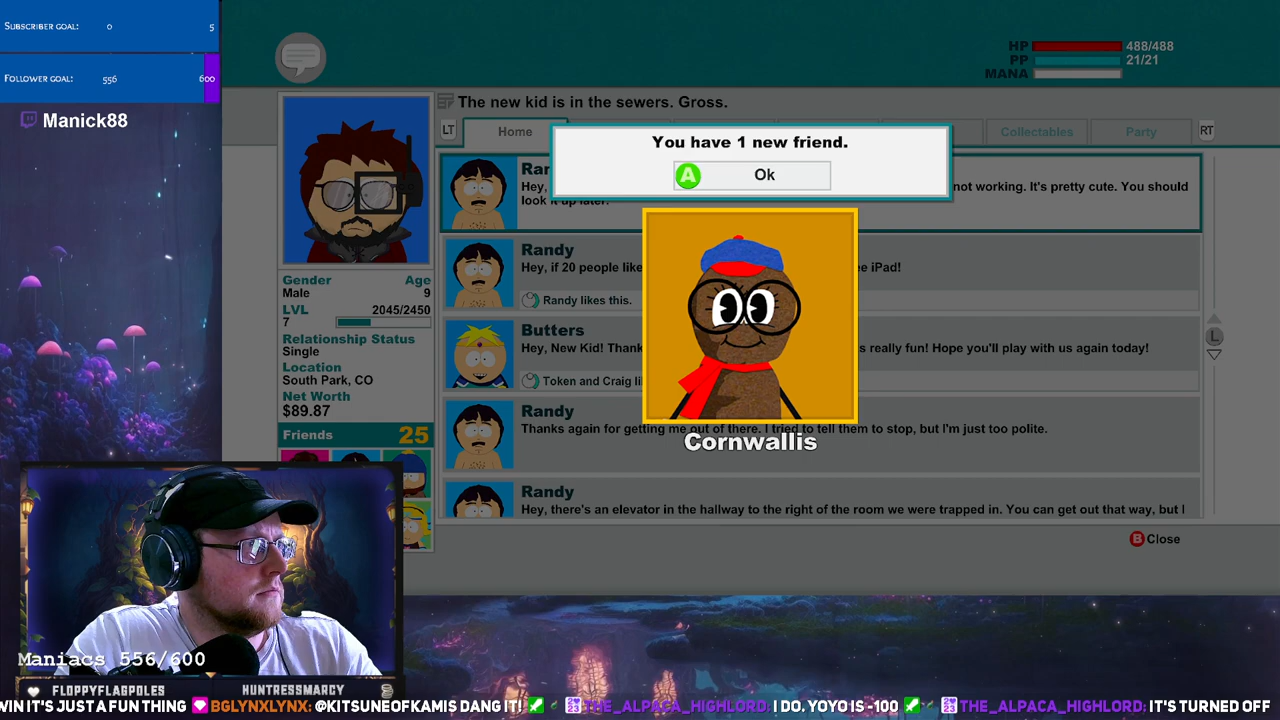 Subscriber goal: 0 5
Follower goal: 556 600
Manick88
HP 488/488
PP 21/21
MANA
The new kid is in the sewers. Gross.
LT Home Collectables Party RT
You have 1 new friend.
A Ok
Hey, not working. It's pretty cute. You should
look it up later.
Randy
Hey, if 20 people like iPad!
Randy likes this.
Butters
Hey, New Kid! Thank s really fun! Hope you'll play with us again today!
Token and Craig li
Randy
Thanks again for getting me out of there. I tried to tell them to stop, but I'm just too polite.
Randy
Hey, there's an elevator in the hallway to the right of the room we were trapped in. You can get out that way, but I
L
Cornwallis
Gender Age
Male 9
LVL 2045/2450
7
Relationship Status
Single
Location
South Park, CO
Net Worth
$89.87
Friends 25
B Close
Maniacs 556/600
FLOPPYFLAGPOLES HUNTRESSMARCY
WIN IT'S JUST A FUN THING BGLYNXLYNX: @KITSUNEOFKAMIS DANG IT! THE_ALPACA_HIGHLORD: I DO. YOYO IS -100 THE_ALPACA_HIGHLORD: IT'S TURNED OFF